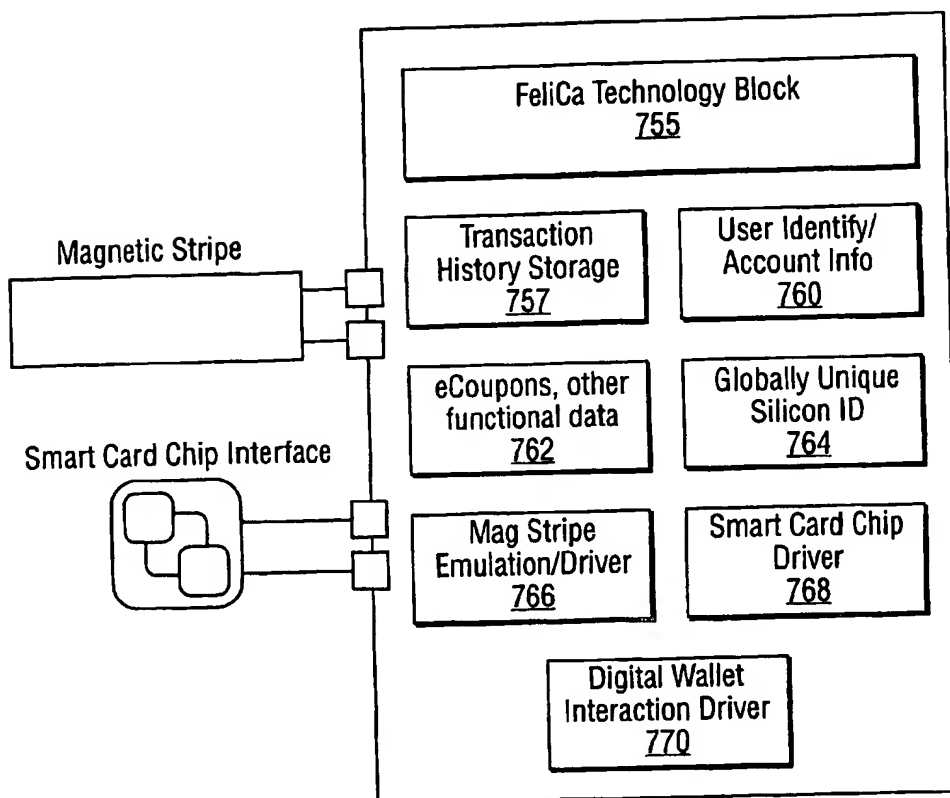 FeliCa Technology Block
755
Magnetic Stripe
Transaction
History Storage
757
User Identify/
Account Info
760
eCoupons, other
functional data
762
Globally Unique
Silicon ID
764
Smart Card Chip Interface
Mag Stripe
Emulation/Driver
766
Smart Card Chip
Driver
768
Digital Wallet
Interaction Driver
770